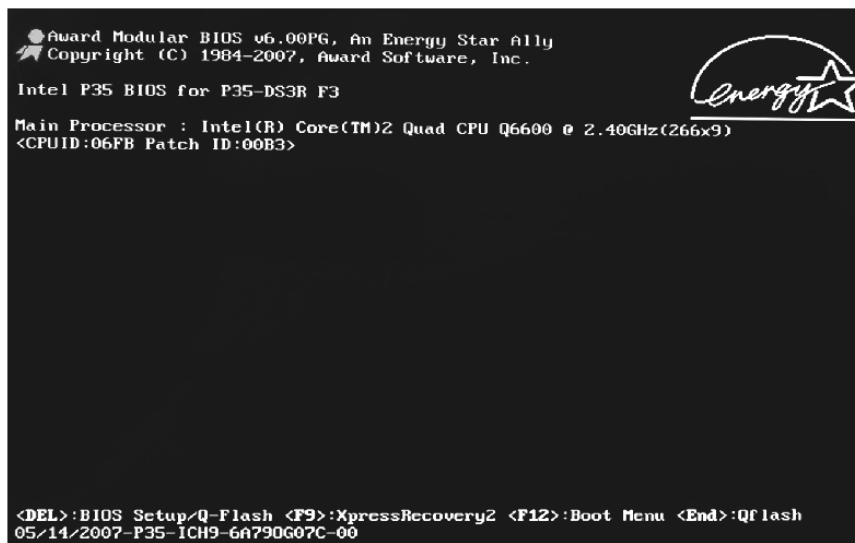 Award Modular BIOS v6.00PG, An Energy Star Ally
Copyright (C) 1984-2007, Award Software, Inc.
energy
Intel P35 BIOS for P35-DS3R F3
Main Processor : Intel(R) Core(TM)2 Quad CPU Q6600 @ 2.40GHz(266x9)
<CPUID:06FB Patch ID:00B3>
<DEL>:BIOS Setup/Q-Flash <F9>:XpressRecovery2 <F12>:Boot Menu <End>:Qflash
05/14/2007-P35-ICH9-6A790G07C-00